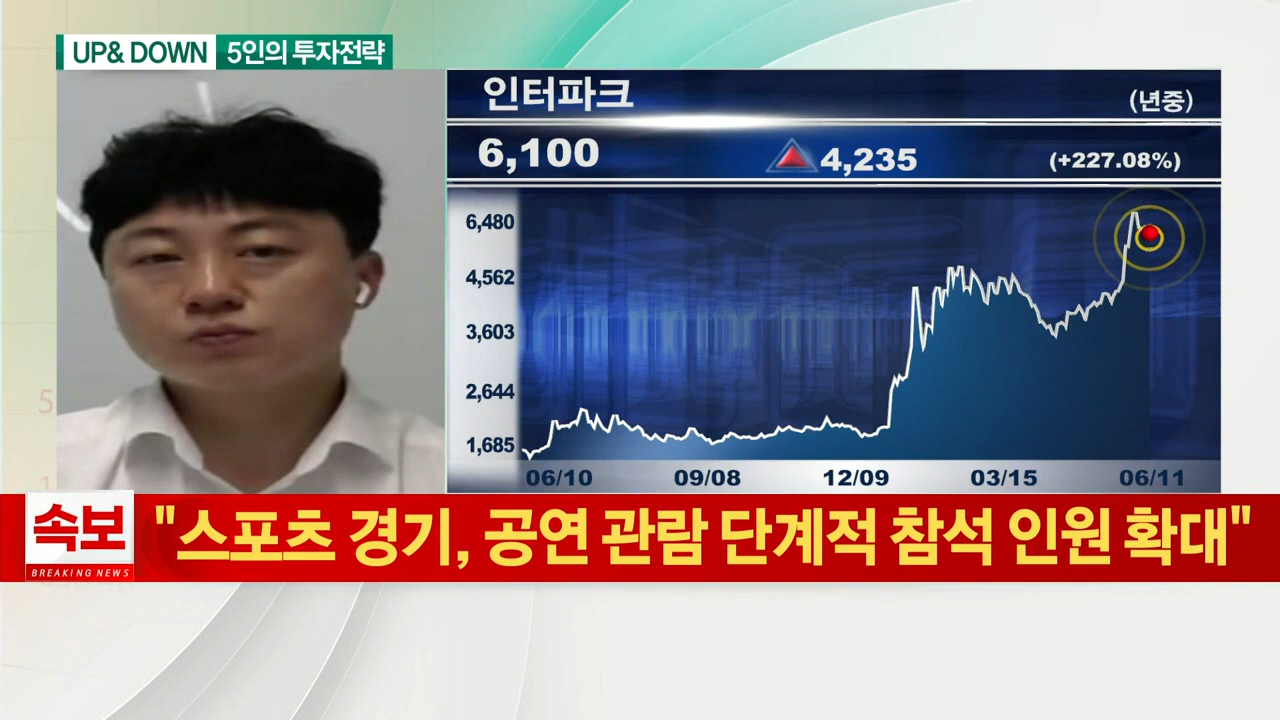 UP& DOWN 5인의 투자전략
인터파크 (년중)
6,100 4,235 (+227.08%)
6,480
4,562
3,603
2,644
1,685
06/10 09/08 12/09 03/15 06/11
5
1
속보 "스포츠 경기, 공연 관람 단계적 참석 인원 확대"
BREAKING NEWS